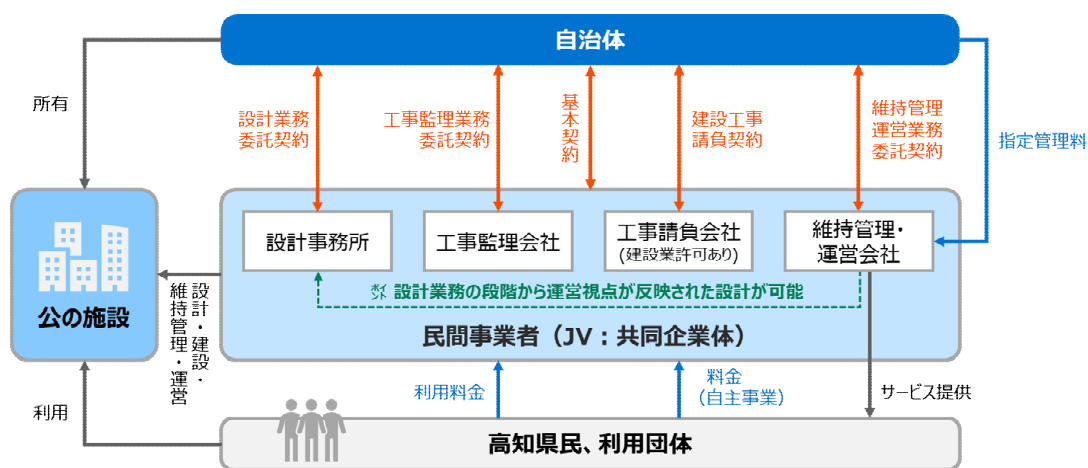 自治体
所有
設計業務
委託契約
工事監理業務
委託契約
基本契約
建設工事
請負契約
維持管理
運営業務
委託契約
指定管理料
設計事務所
工事監理会社
工事請負会社
(建設業許可あり)
維持管理・
運営会社
ポイント 設計業務の段階から運営視点が反映された設計が可能
公の施設
設計・建設・
維持管理・運営
民間事業者（JV：共同企業体）
利用料金
料金
（自主事業）
サービス提供
利用
高知県民、利用団体